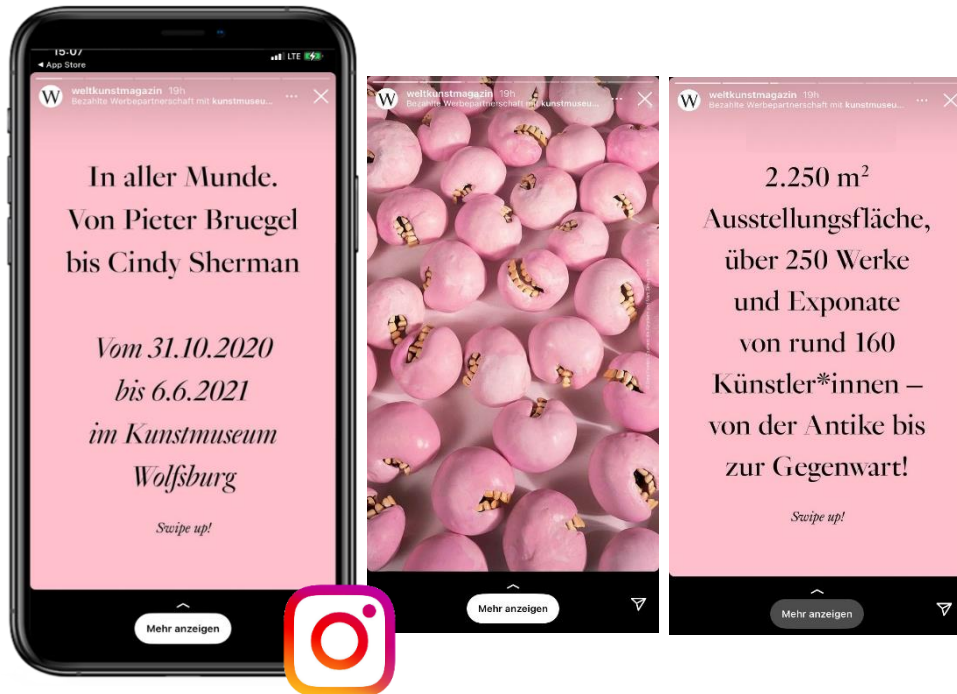 15:07
LTE
App Store
W
weltkunstmagazin 19h
Bezahlte Werbepartnerschaft mit kunstmuseu...
In aller Munde.
Von Pieter Bruegel
bis Cindy Sherman
Vom 31.10.2020
bis 6.6.2021
im Kunstmuseum
Wolfsburg
Swipe up!
Mehr anzeigen
W
weltkunstmagazin 19h
Bezahlte Werbepartnerschaft mit kunstmuseu...
Mehr anzeigen
W
weltkunstmagazin 19h
Bezahlte Werbepartnerschaft mit kunstmuseu...
2.250 m²
Ausstellungsfläche,
über 250 Werke
und Exponate
von rund 160
Künstler*innen –
von der Antike bis
zur Gegenwart!
Swipe up!
Mehr anzeigen